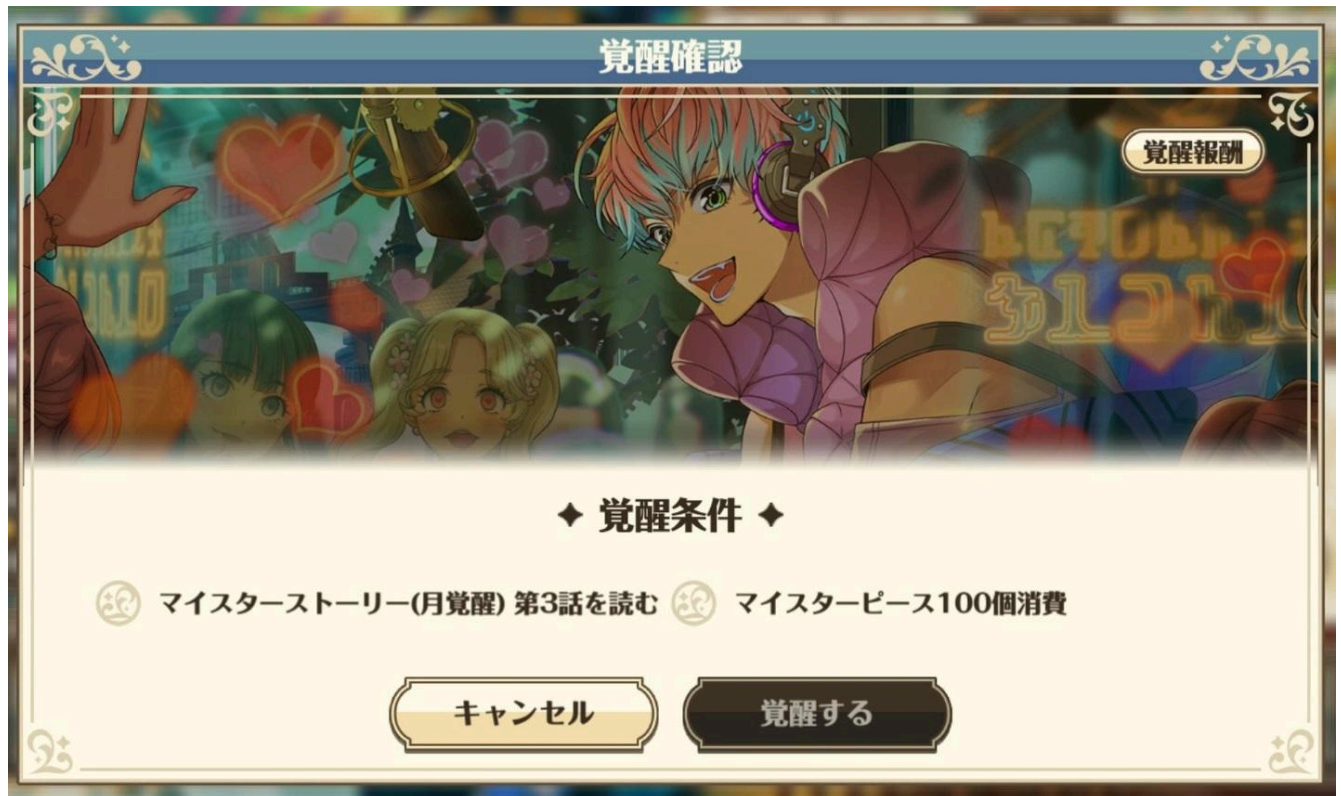 覚醒確認
覚醒報酬
覚醒条件
マイスターストーリー(月覚醒) 第3話を読む
マイスターピース100個消費
キャンセル
覚醒する